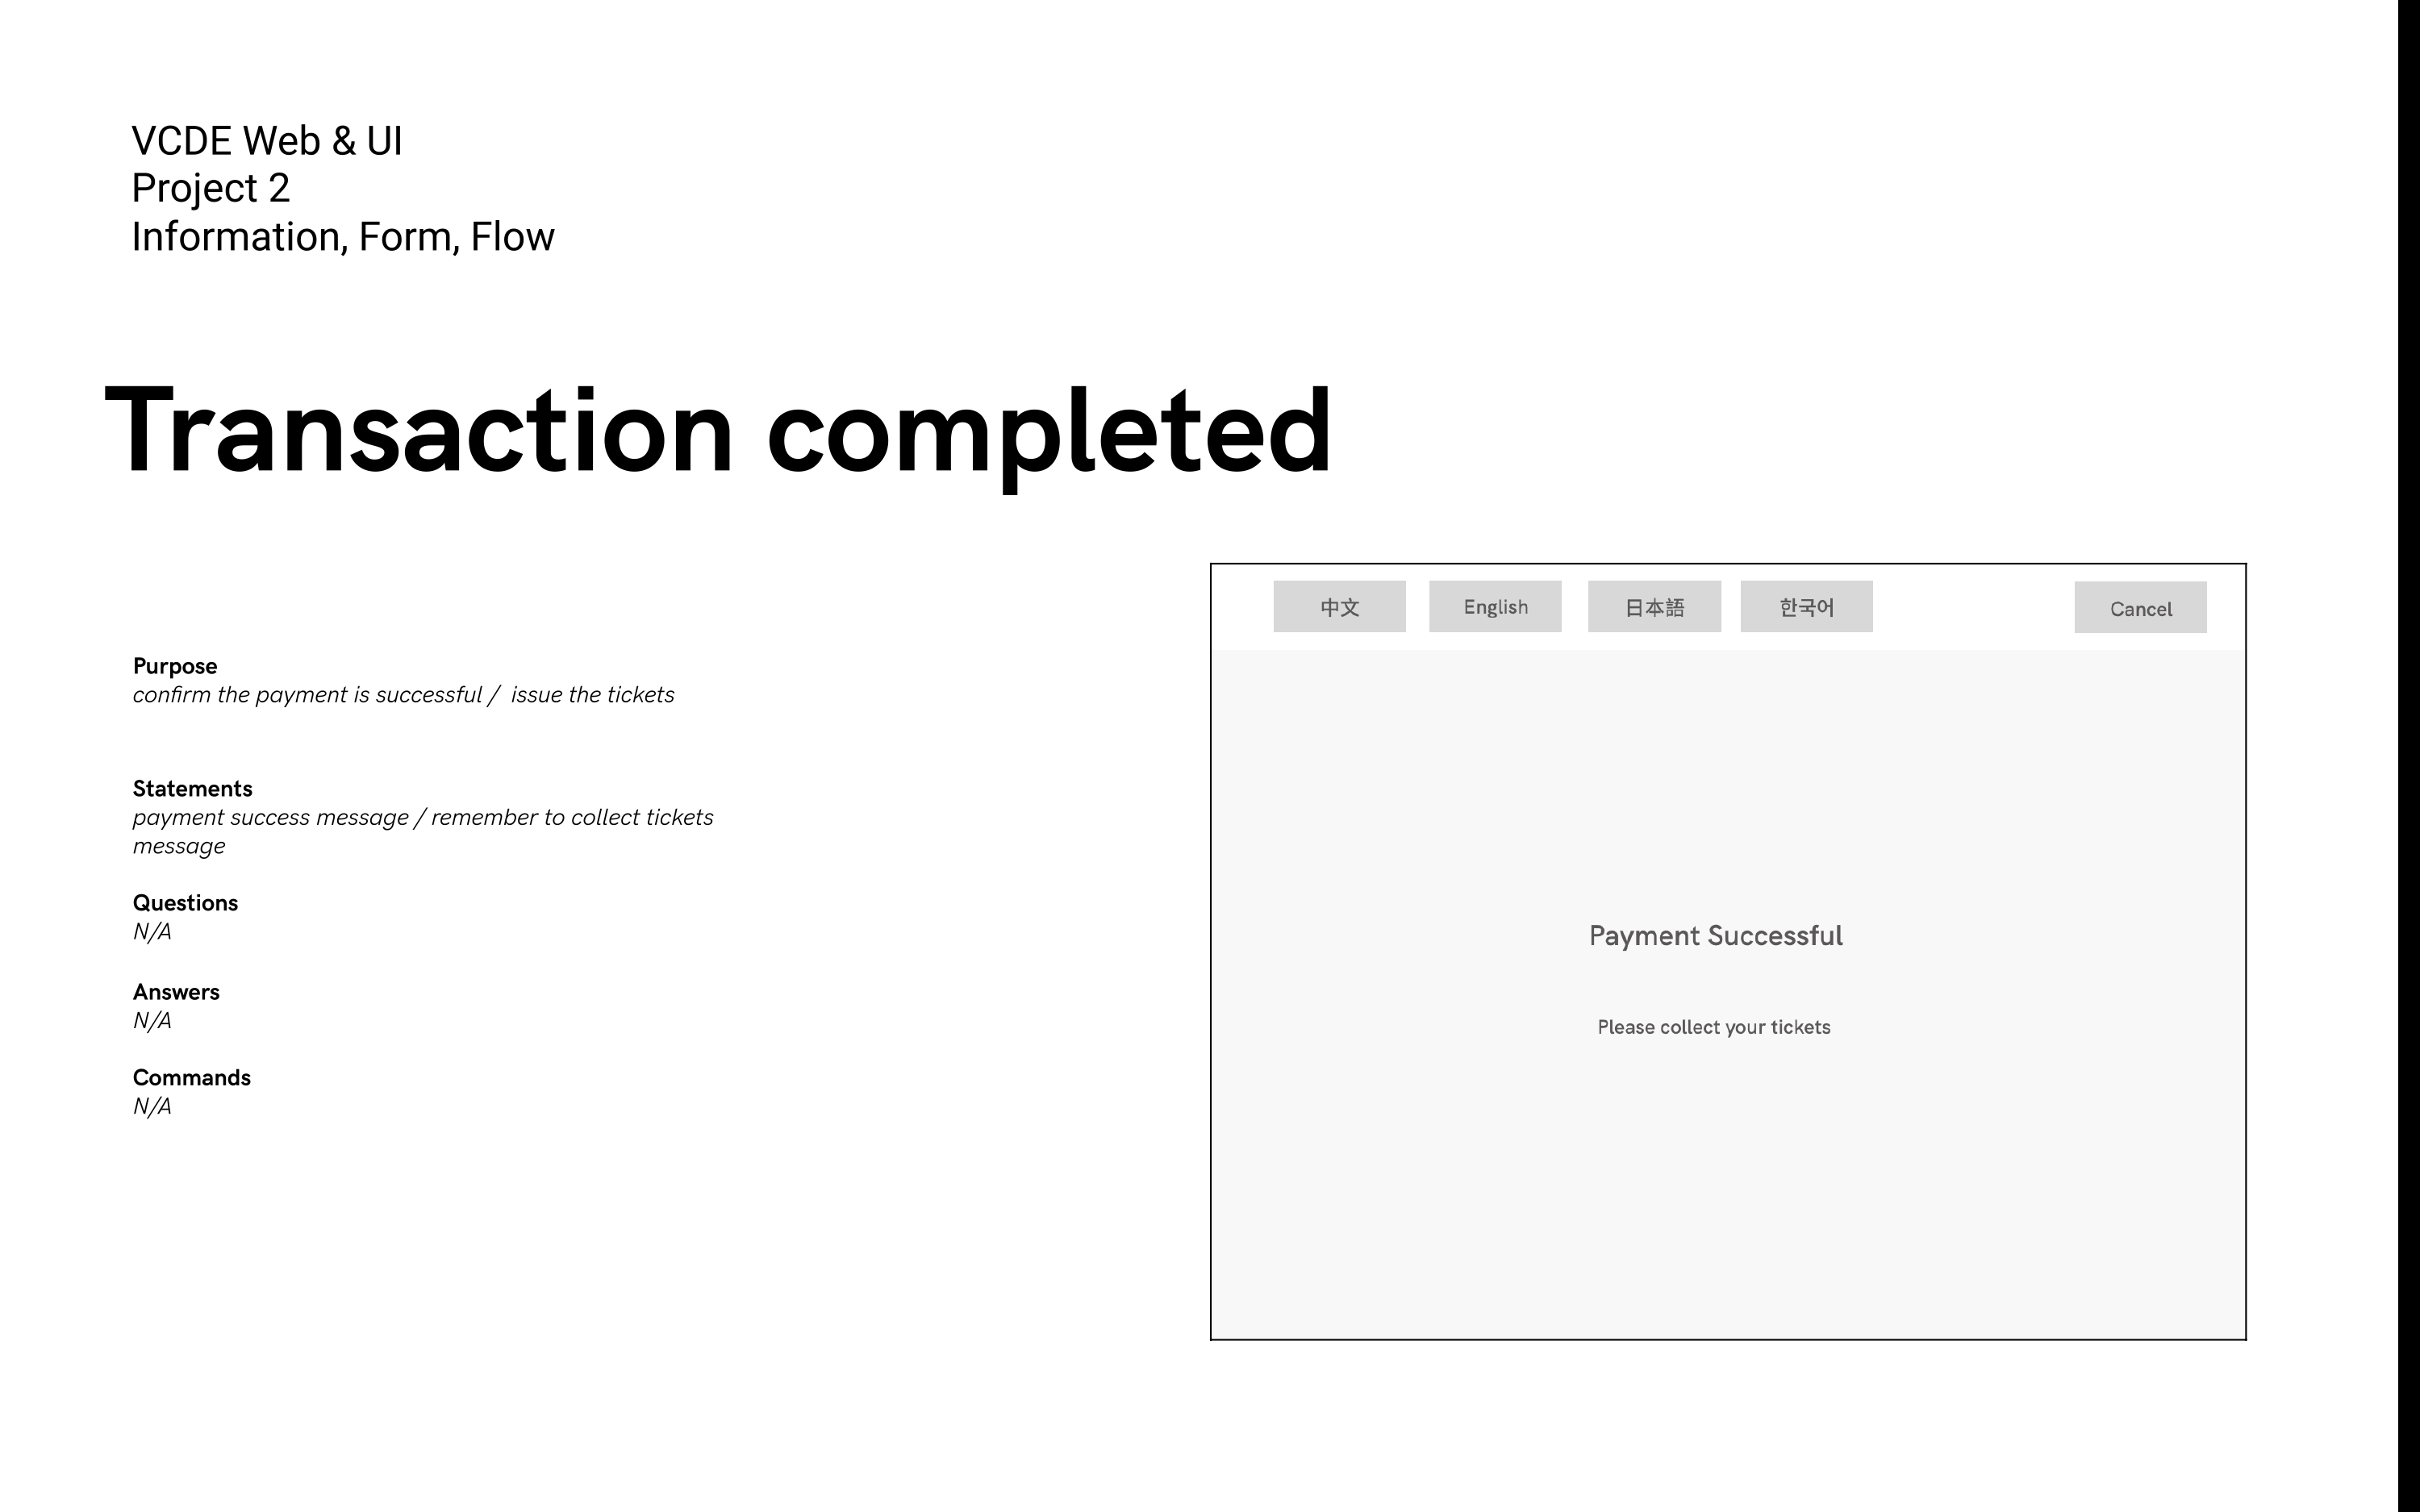 VCDE Web & UI
Project 2
Information, Form, Flow
Transaction completed
Purpose
confirm the payment is successful / issue the tickets
Statements
payment success message / remember to collect tickets
message
Questions
N/A
Answers
N/A
Commands
N/A
中文 English 日本語 한국어 Cancel
Payment Successful
Please collect your tickets